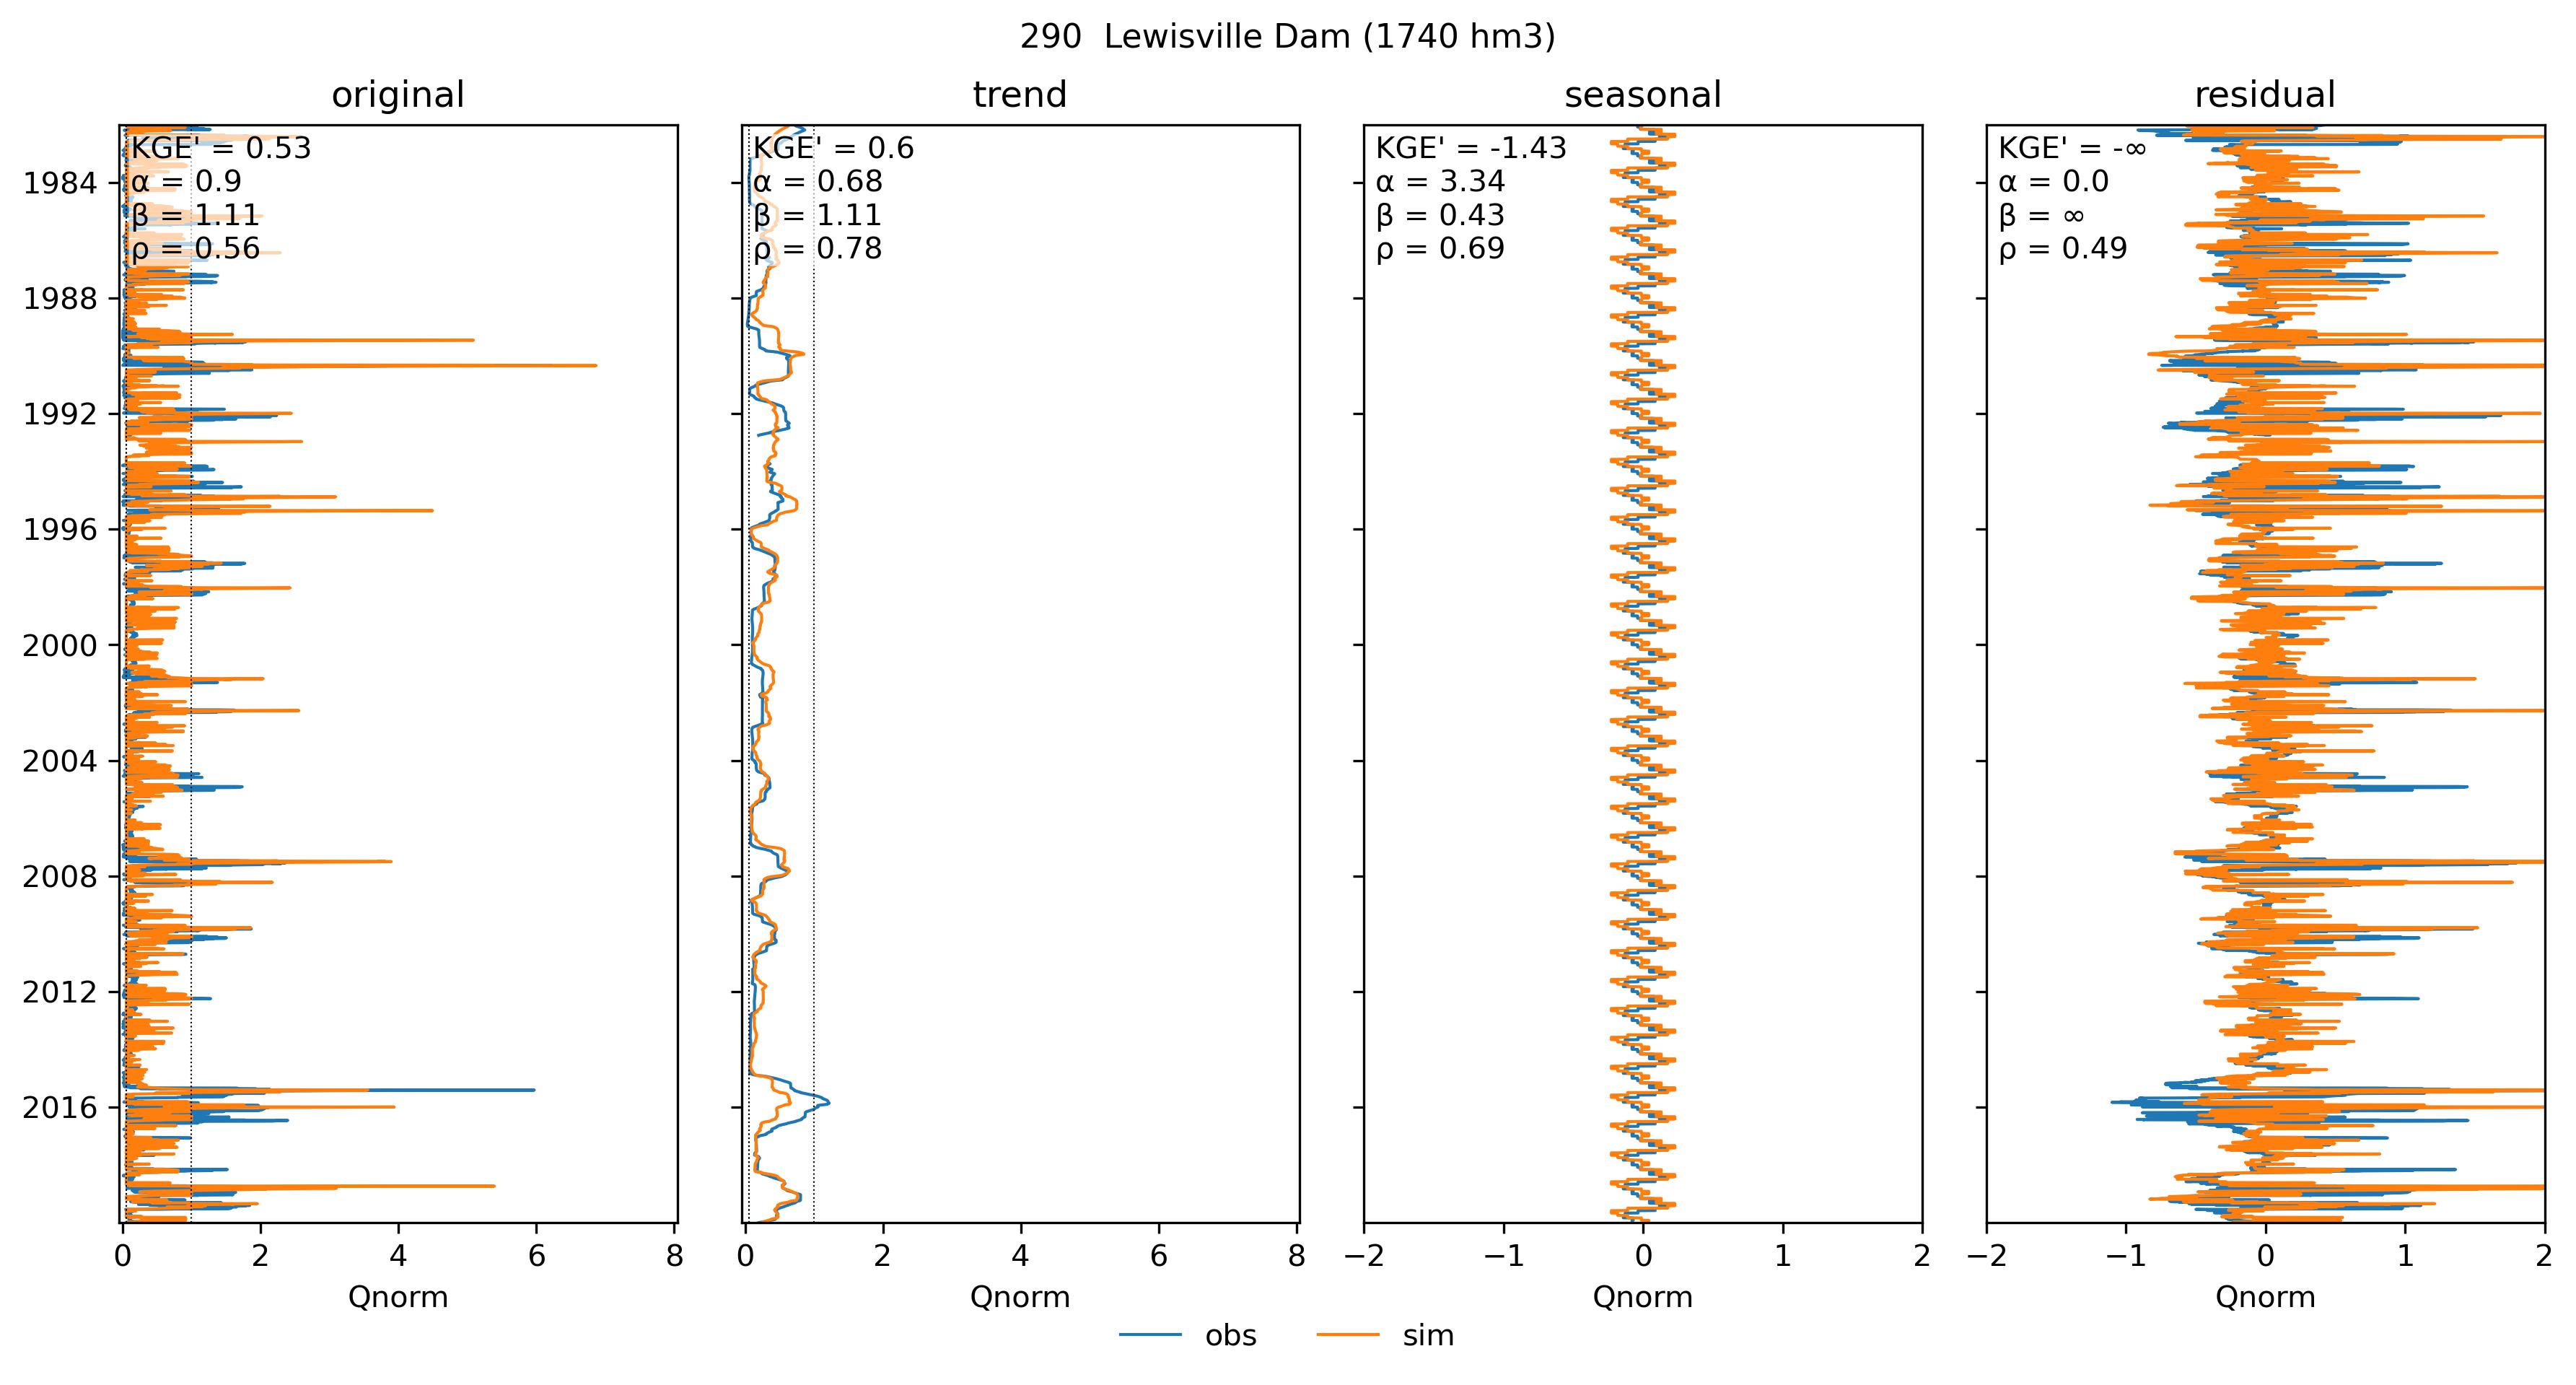 290  Lewisville Dam (1740 hm3)
original
trend
seasonal
residual
KGE' = 0.53
α = 0.9
β = 1.11
ρ = 0.56
KGE' = 0.6
α = 0.68
β = 1.11
ρ = 0.78
KGE' = -1.43
α = 3.34
β = 0.43
ρ = 0.69
KGE' = -∞
α = 0.0
β = ∞
ρ = 0.49
1984
1988
1992
1996
2000
2004
2008
2012
2016
0 2 4 6 8
0 2 4 6 8
−2 −1 0 1 2
−2 −1 0 1 2
Qnorm
Qnorm
Qnorm
Qnorm
obs
sim